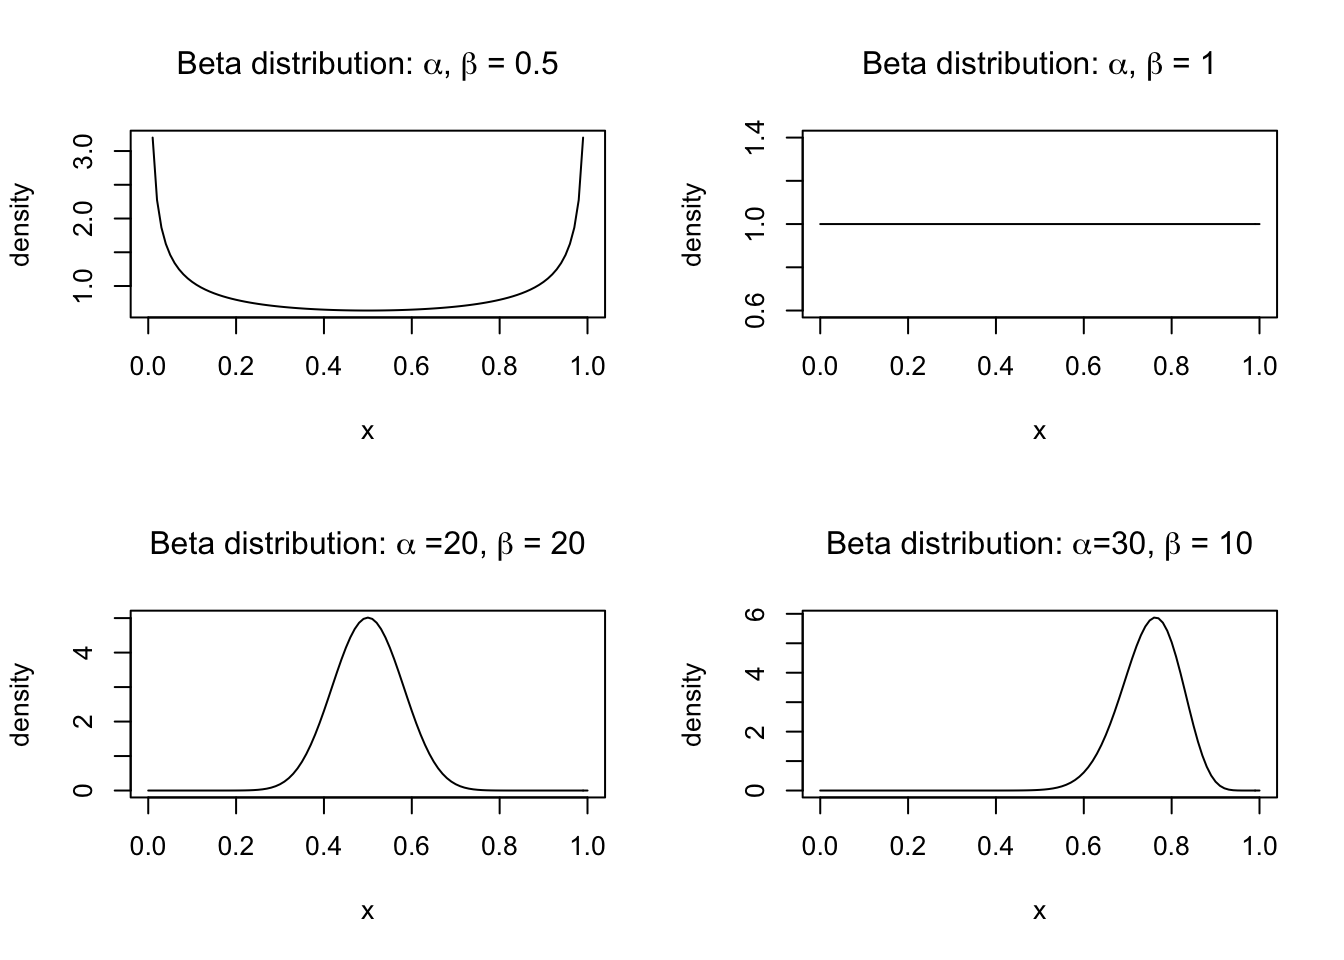 Beta distribution: α, β = 0.5
density
3.0
2.0
1.0
0.0 0.2 0.4 0.6 0.8 1.0
x
Beta distribution: α, β = 1
density
1.4
1.0
0.6
0.0 0.2 0.4 0.6 0.8 1.0
x
Beta distribution: α =20, β = 20
density
4
2
0
0.0 0.2 0.4 0.6 0.8 1.0
x
Beta distribution: α=30, β = 10
density
6
4
2
0
0.0 0.2 0.4 0.6 0.8 1.0
x